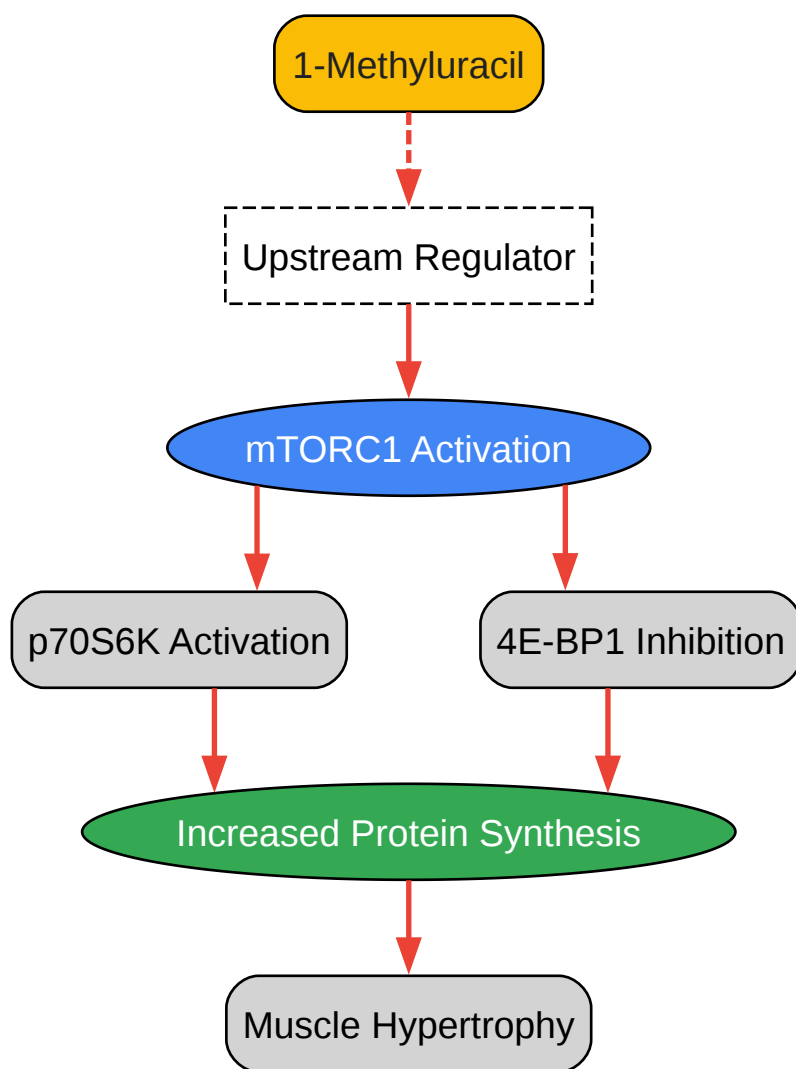 1-Methyluracil
Upstream Regulator
mTORC1 Activation
p70S6K Activation
4E-BP1 Inhibition
Increased Protein Synthesis
Muscle Hypertrophy